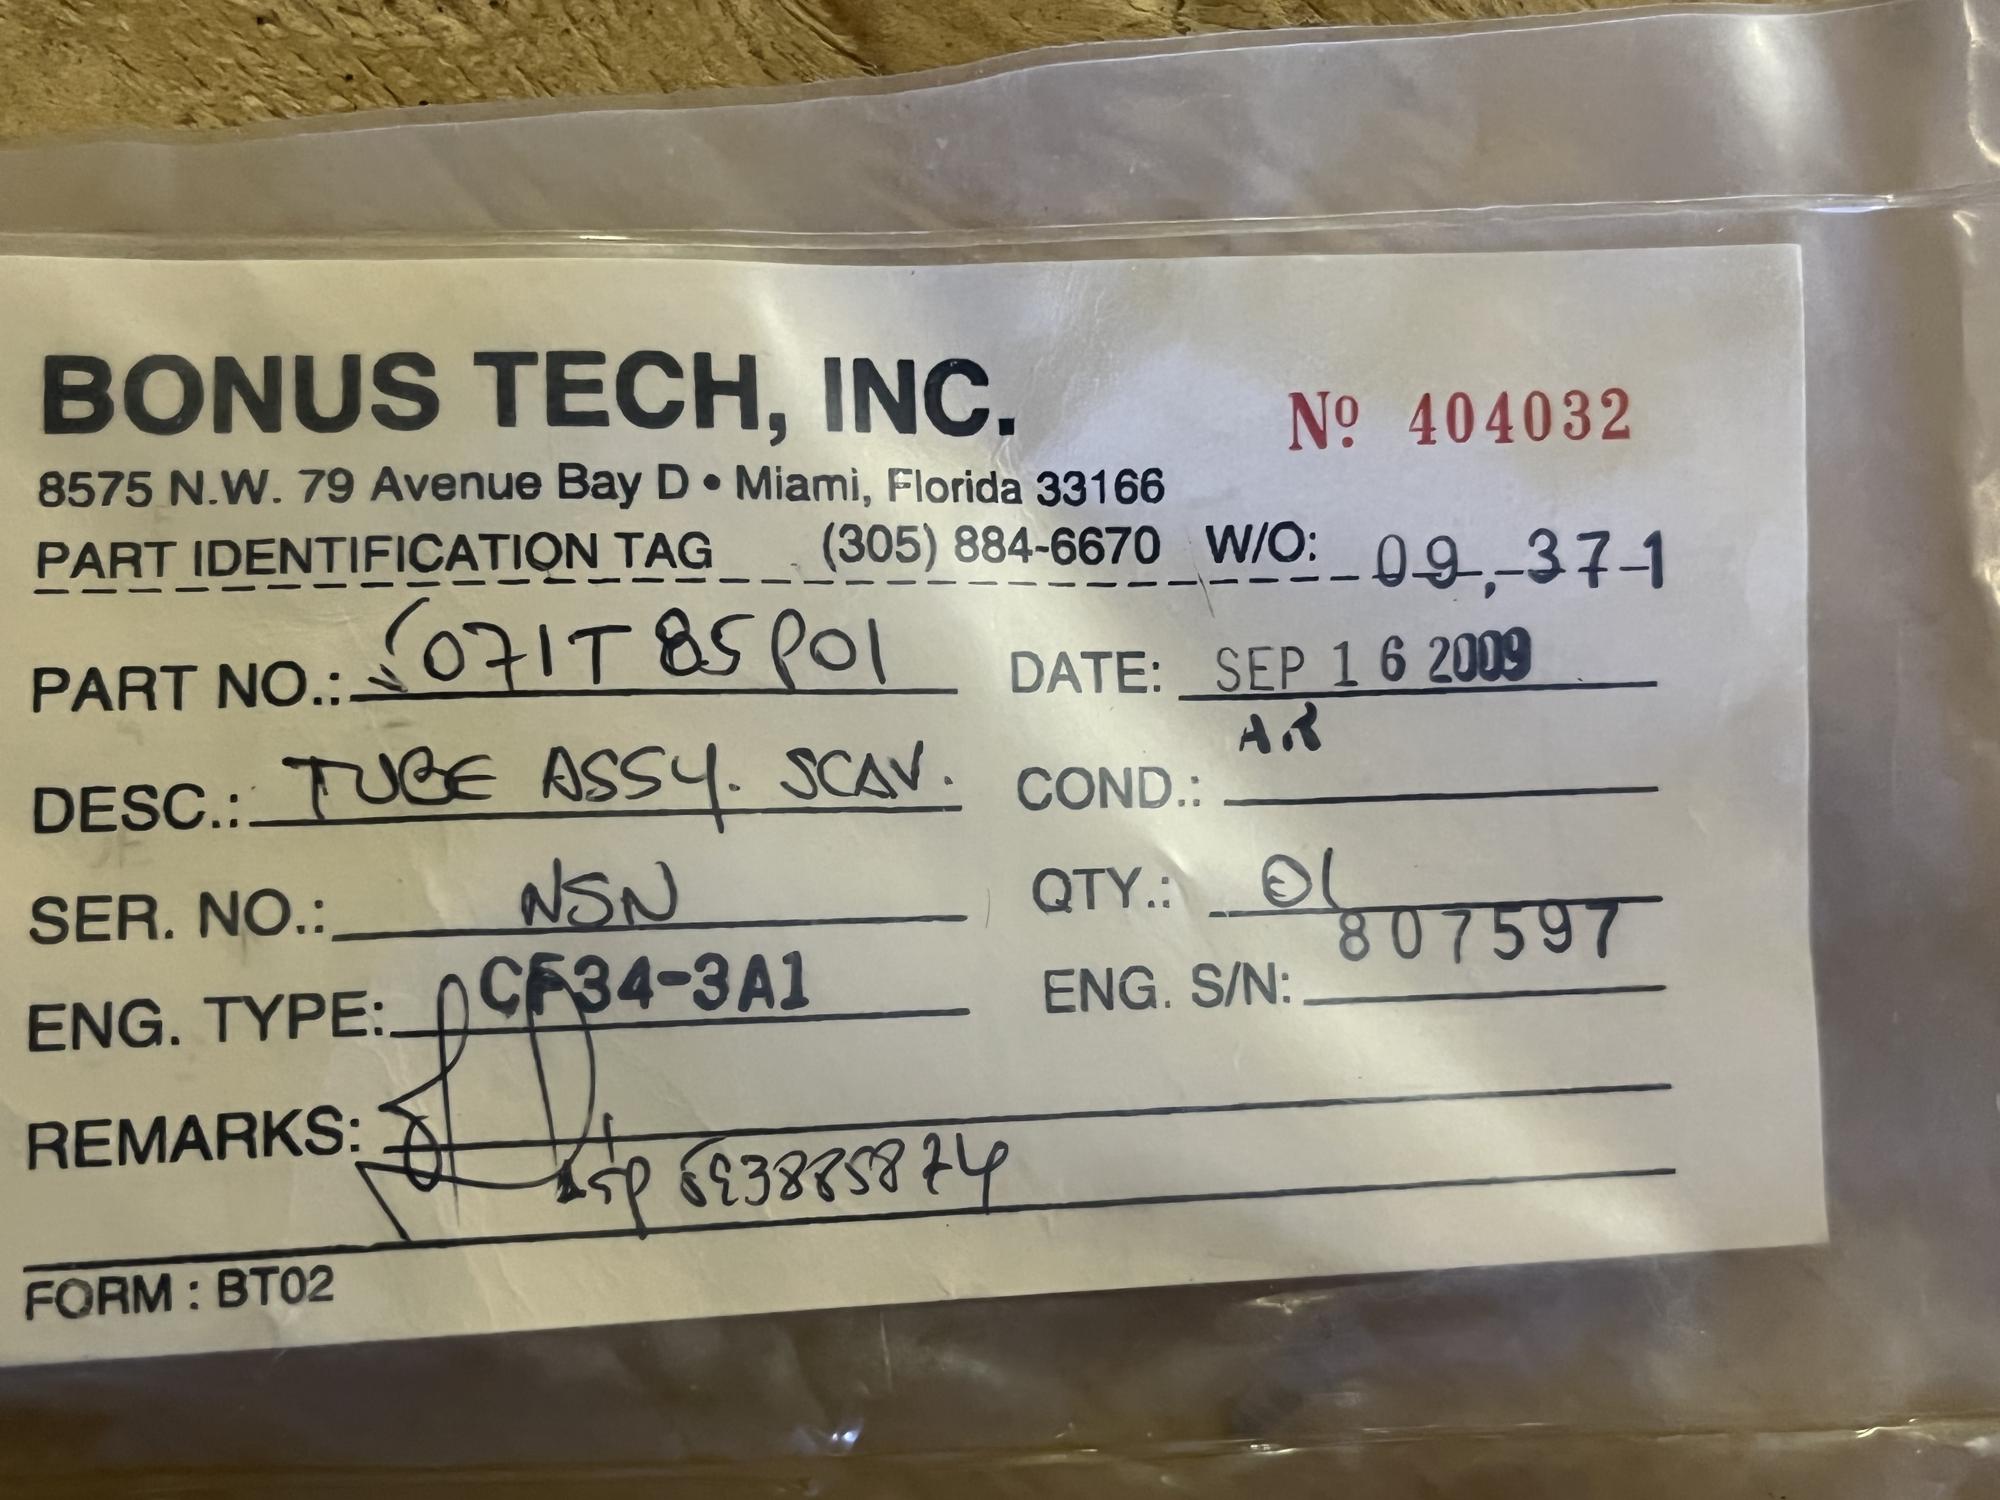 BONUS TECH, INC.
Nº 404032
8575 N.W. 79 Avenue Bay D • Miami, Florida 33166
PART IDENTIFICATION TAG (305) 884-6670 W/O: 09,371
PART NO.: 6071T85P01 DATE: SEP 16 2009
DESC.: TUBE ASSY. SCAV. COND.: AR
SER. NO.: NSN QTY.: 01
ENG. TYPE: CF34-3A1 ENG. S/N: 807597
REMARKS:
FORM : BT02